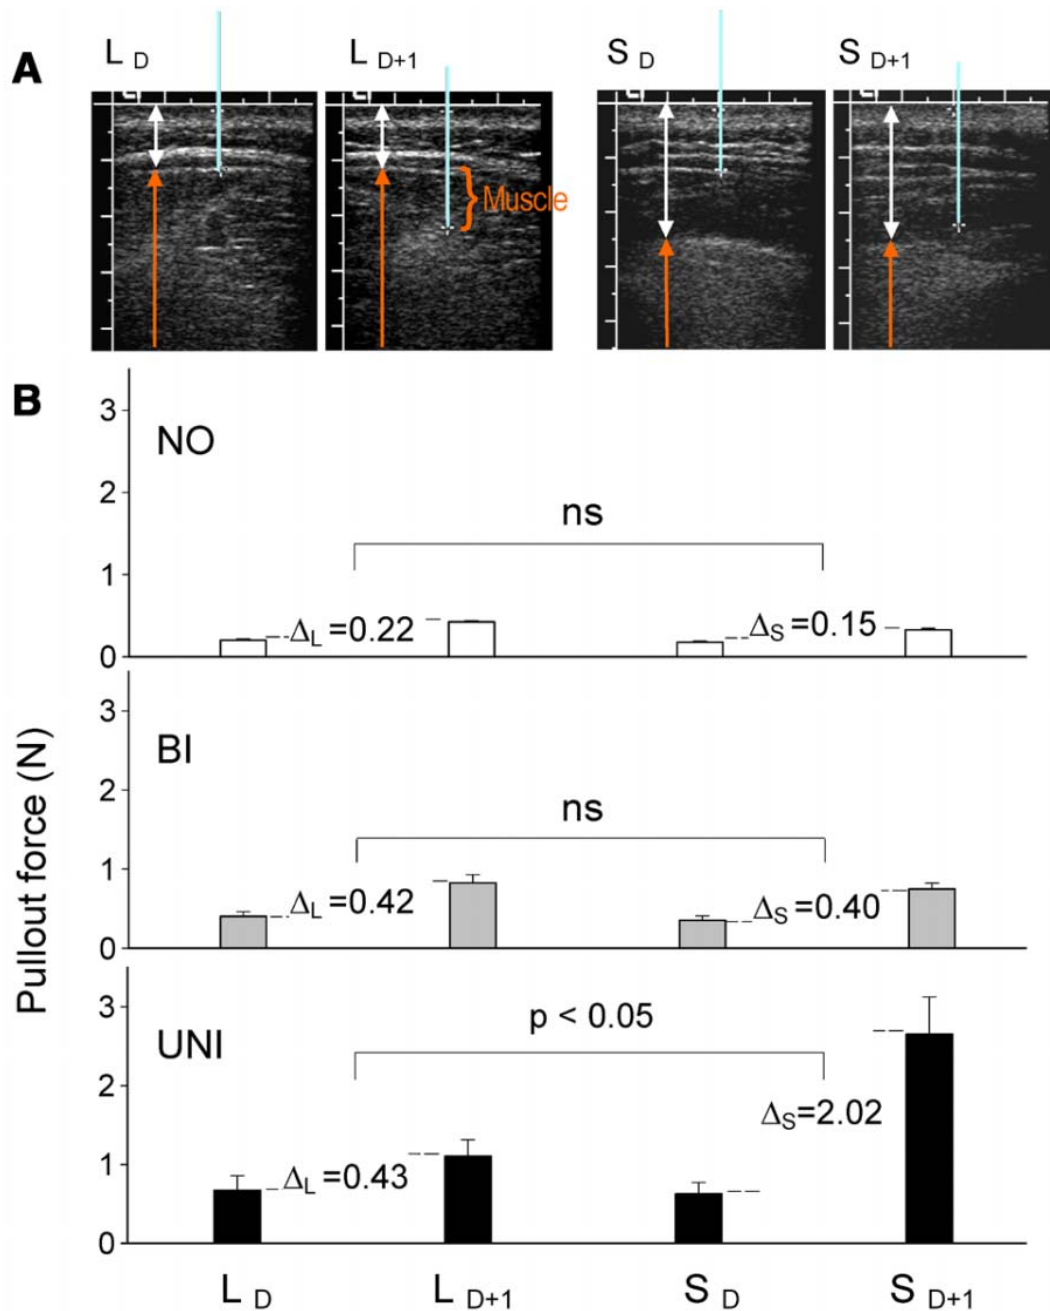 A
L D
L D+1
S D
S D+1
Muscle
B
Pullout force (N)
3
2
1
0
NO
ns
ΔL =0.22
ΔS =0.15
3
2
1
0
BI
ns
ΔL =0.42
ΔS =0.40
3
2
1
0
UNI
p < 0.05
ΔL =0.43
ΔS=2.02
L D
L D+1
S D
S D+1